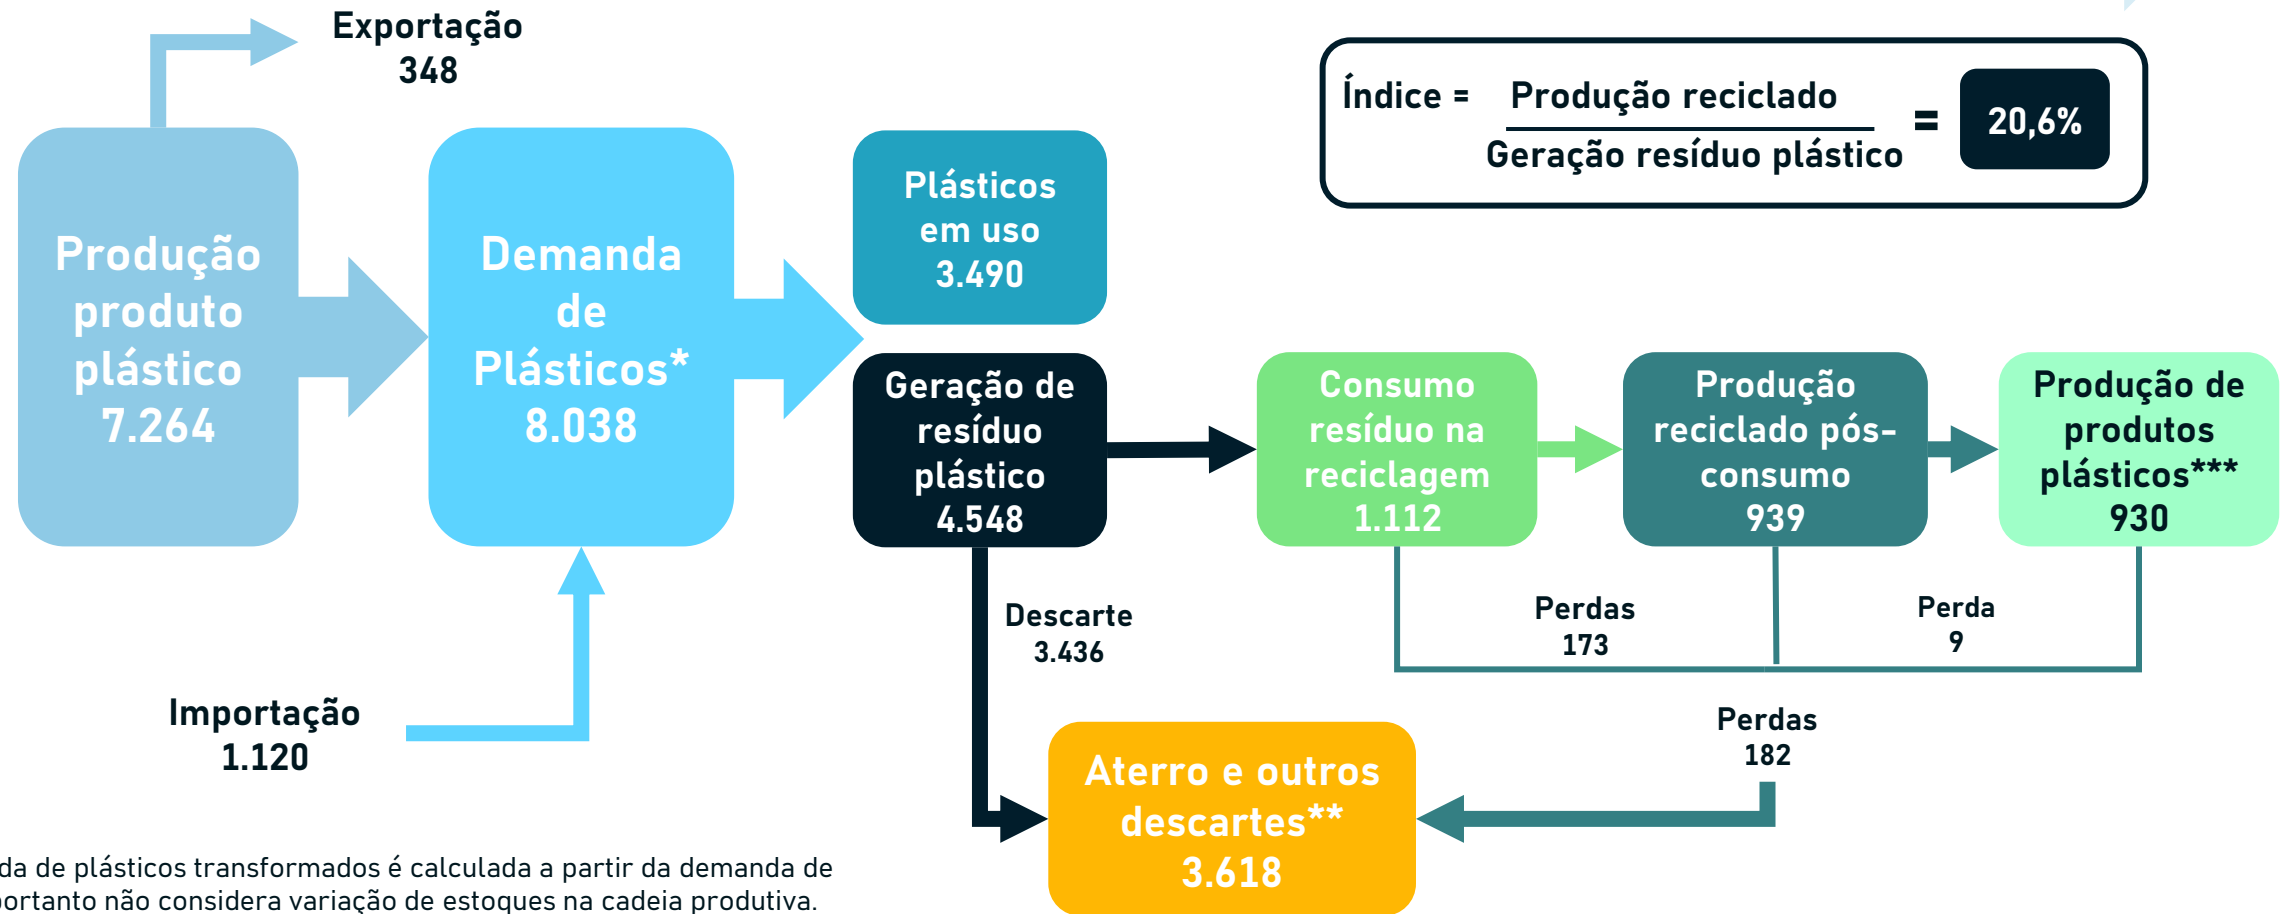 Exportação
348
Índice = Produção reciclado
Geração resíduo plástico
= 20,6%
Produção
produto
plástico
7.264
Demanda
de
Plásticos*
8.038
Plásticos
em uso
3.490
Geração de
resíduo
plástico
4.548
Consumo
resíduo na
reciclagem
1.112
Produção
reciclado pós-
consumo
939
Produção de
produtos
plásticos***
930
Descarte
3.436
Perdas
173
Perda
9
Importação
1.120
Perdas
182
Aterro e outros
descartes**
3.618
de plásticos transformados é calculada a partir da demanda de
portanto não considera variação de estoques na cadeia produtiva.